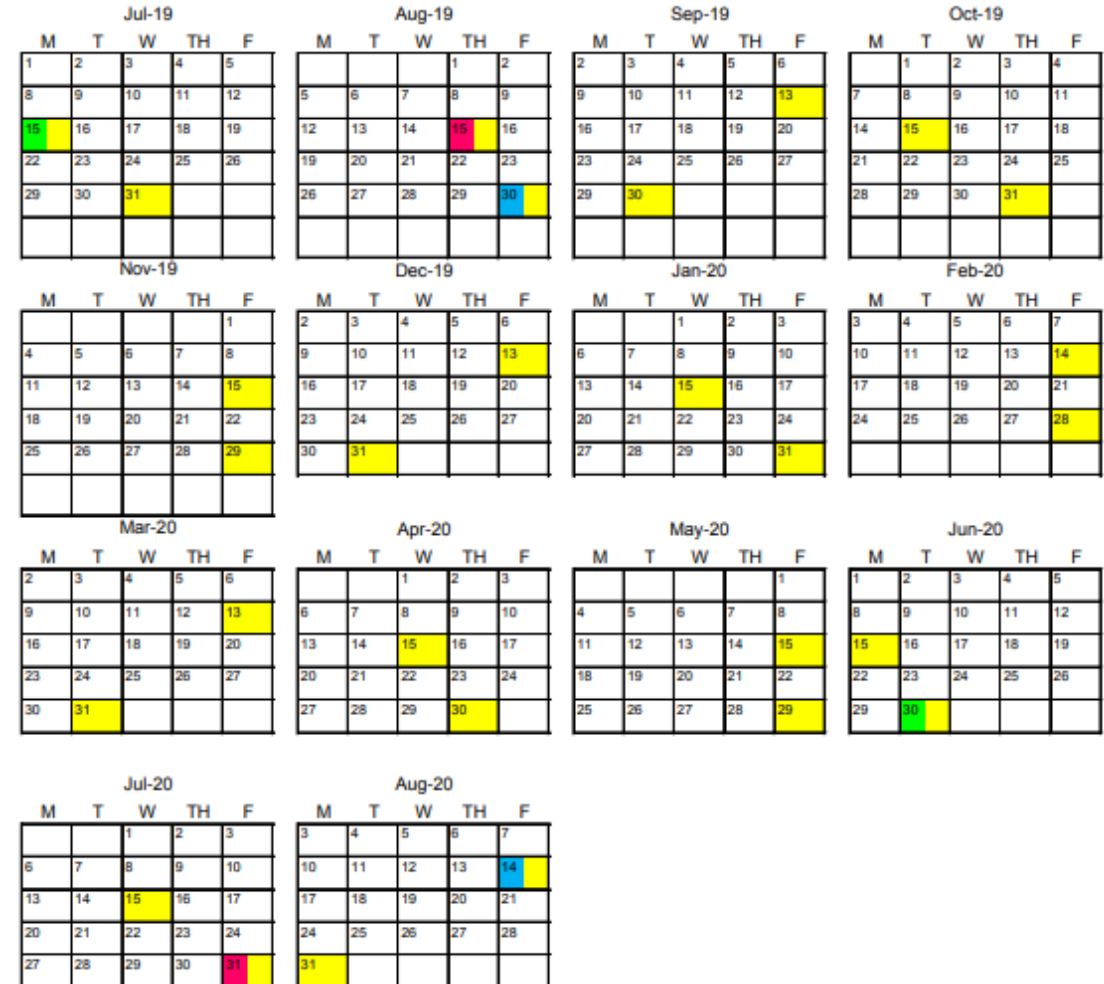 Jul-19
M T W TH F
1 2 3 4 5
8 9 10 11 12
15 16 17 18 19
22 23 24 25 26
29 30 31
Aug-19
M T W TH F
1 2
5 6 7 8 9
12 13 14 15 16
19 20 21 22 23
26 27 28 29 30
Sep-19
M T W TH F
2 3 4 5 6
9 10 11 12 13
16 17 18 19 20
23 24 25 26 27
29 30
Oct-19
M T W TH F
1 2 3 4
7 8 9 10 11
14 15 16 17 18
21 22 23 24 25
28 29 30 31
Nov-19
M T W TH F
1
4 5 6 7 8
11 12 13 14 15
18 19 20 21 22
25 26 27 28 29
Dec-19
M T W TH F
2 3 4 5 6
9 10 11 12 13
16 17 18 19 20
23 24 25 26 27
30 31
Jan-20
M T W TH F
1 2 3
6 7 8 9 10
13 14 15 16 17
20 21 22 23 24
27 28 29 30 31
Feb-20
M T W TH F
3 4 5 6 7
10 11 12 13 14
17 18 19 20 21
24 25 26 27 28
Mar-20
M T W TH F
2 3 4 5 6
9 10 11 12 13
16 17 18 19 20
23 24 25 26 27
30 31
Apr-20
M T W TH F
1 2 3
6 7 8 9 10
13 14 15 16 17
20 21 22 23 24
27 28 29 30
May-20
M T W TH F
1
4 5 6 7 8
11 12 13 14 15
18 19 20 21 22
25 26 27 28 29
Jun-20
M T W TH F
1 2 3 4 5
8 9 10 11 12
15 16 17 18 19
22 23 24 25 26
29 30
Jul-20
M T W TH F
1 2 3
6 7 8 9 10
13 14 15 16 17
20 21 22 23 24
27 28 29 30 31
Aug-20
M T W TH F
3 4 5 6 7
10 11 12 13 14
17 18 19 20 21
24 25 26 27 28
31